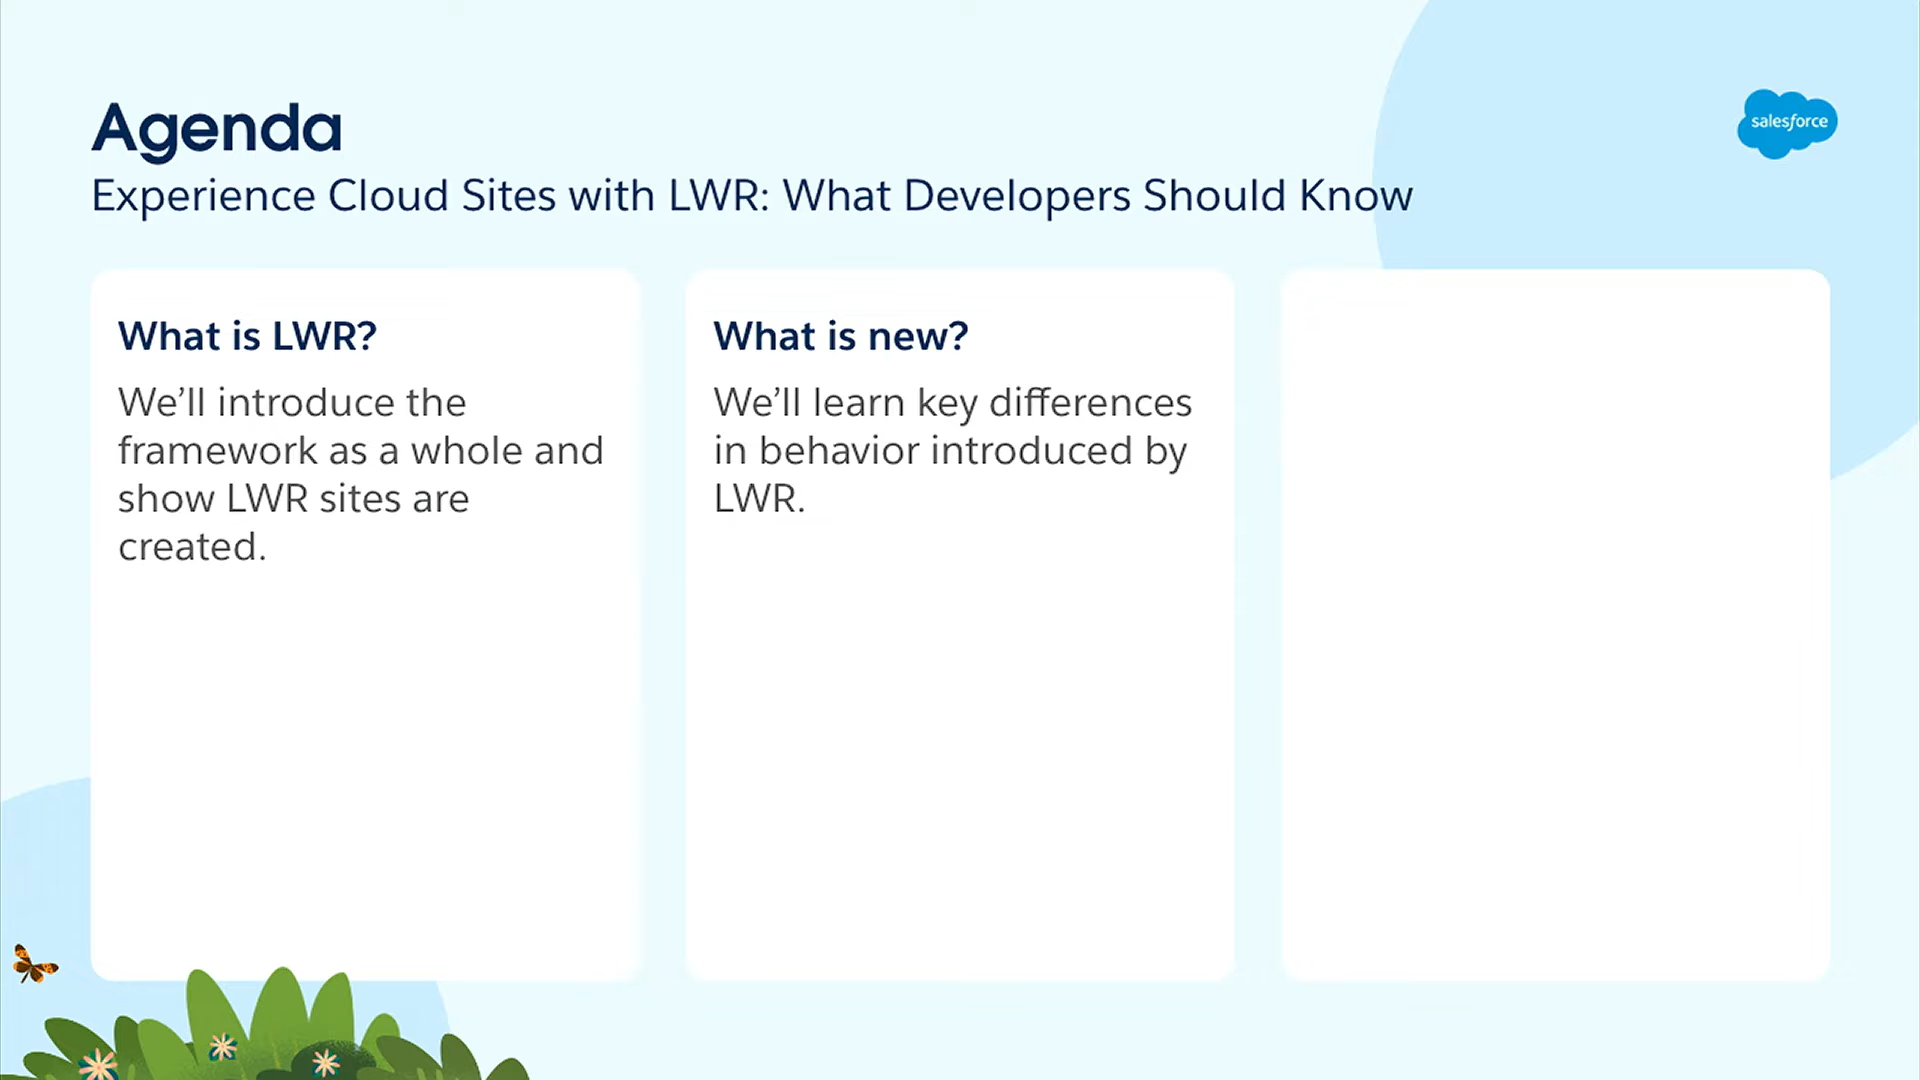 Agenda
salesforce
Experience Cloud Sites with LWR: What Developers Should Know
What is LWR?
We’ll introduce the
framework as a whole and
show LWR sites are
created.
What is new?
We’ll learn key differences
in behavior introduced by
LWR.